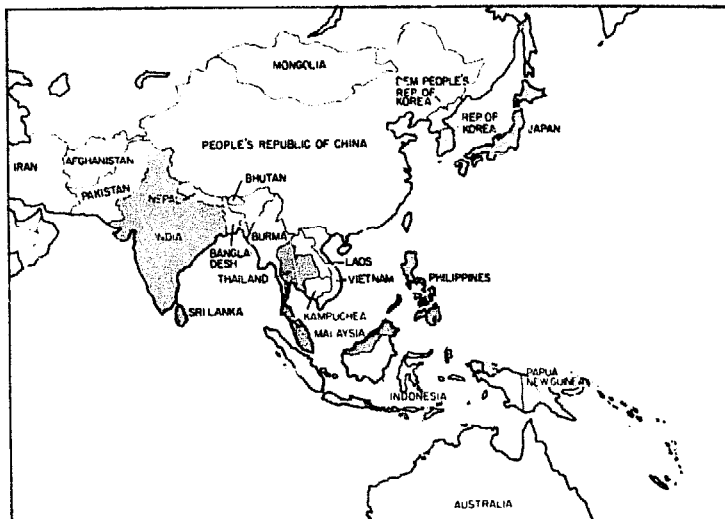 MONGOLIA
DEM PEOPLE'S
REP OF
KOREA
REP OF
KOREA
JAPAN
PEOPLE'S REPUBLIC OF CHINA
IRAN
AFGHANISTAN
PAKISTAN
BHUTAN
NEPAL
INDIA
BURMA
BANGLA
DESH
LAOS
THAILAND
VIETNAM
PHILIPPINES
KAMPUCHEA
SRI LANKA
MALAYSIA
PAPUA
NEW GUINEA
INDONESIA
AUSTRALIA